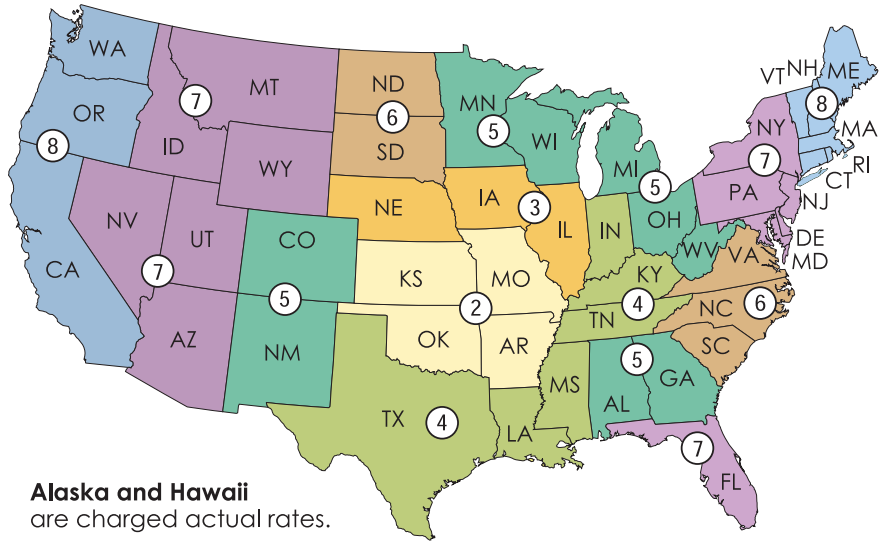 WA
MT
ND
MN
VT
NH
ME
8
OR
7
6
5
WI
NY
MA
8
ID
SD
MI
7
RI
WY
5
PA
CT
NE
IA
3
NJ
NV
UT
CO
IL
IN
OH
WV
VA
DE
MD
CA
7
5
KS
MO
2
KY
4
NC
6
AZ
NM
OK
AR
TN
SC
5
MS
AL
GA
TX
4
LA
7
FL
Alaska and Hawaii
are charged actual rates.